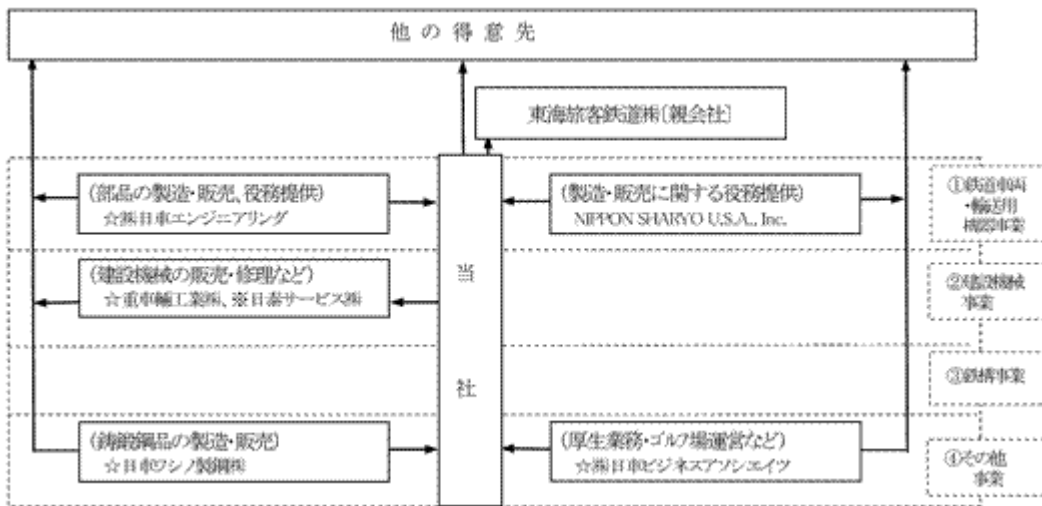 他の得意先
東海旅客鉄道㈱〔親会社〕
(部品の製造・販売、役務提供)
☆㈱日車エンジニアリング
(製造・販売に関する役務提供)
NIPPON SHARYO U.S.A., Inc.
①鉄道車両
・輸送用
機器事業
(建設機械の販売・修理など)
☆重車輛工業㈱、※日泰サービス㈱
当
社
②建設機械
事業
③鉄構事業
(鋳鍛鋼品の製造・販売)
☆日車ワシノ製鋼㈱
(厚生業務・ゴルフ場運営など)
☆㈱日車ビジネスアソシエイツ
④その他
事業